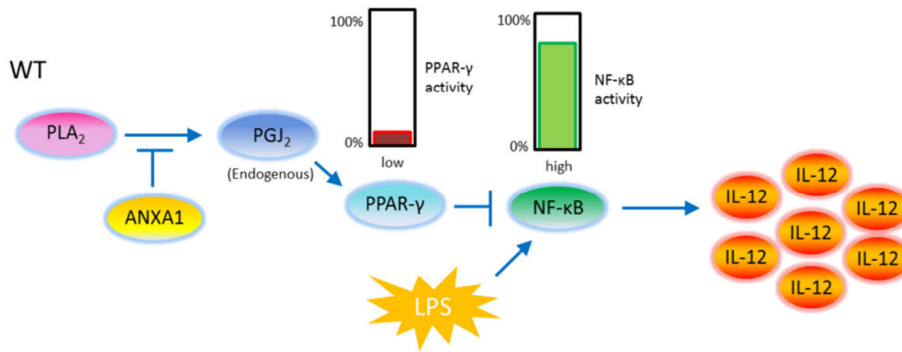 WT
100%
PPAR-γ
activity
0%
low
100%
NF-κB
activity
0%
high
PLA₂
PGJ₂
(Endogenous)
ANXA1
PPAR-γ
NF-κB
LPS
IL-12
IL-12
IL-12
IL-12
IL-12
IL-12
IL-12